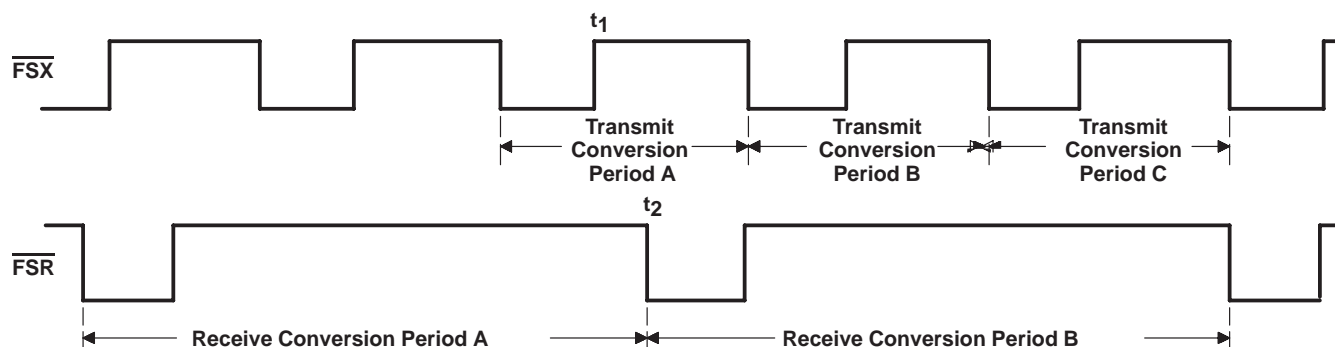 t1
FSX
Transmit
Conversion
Period A
Transmit
Conversion
Period B
Transmit
Conversion
Period C
t2
FSR
Receive Conversion Period A
Receive Conversion Period B